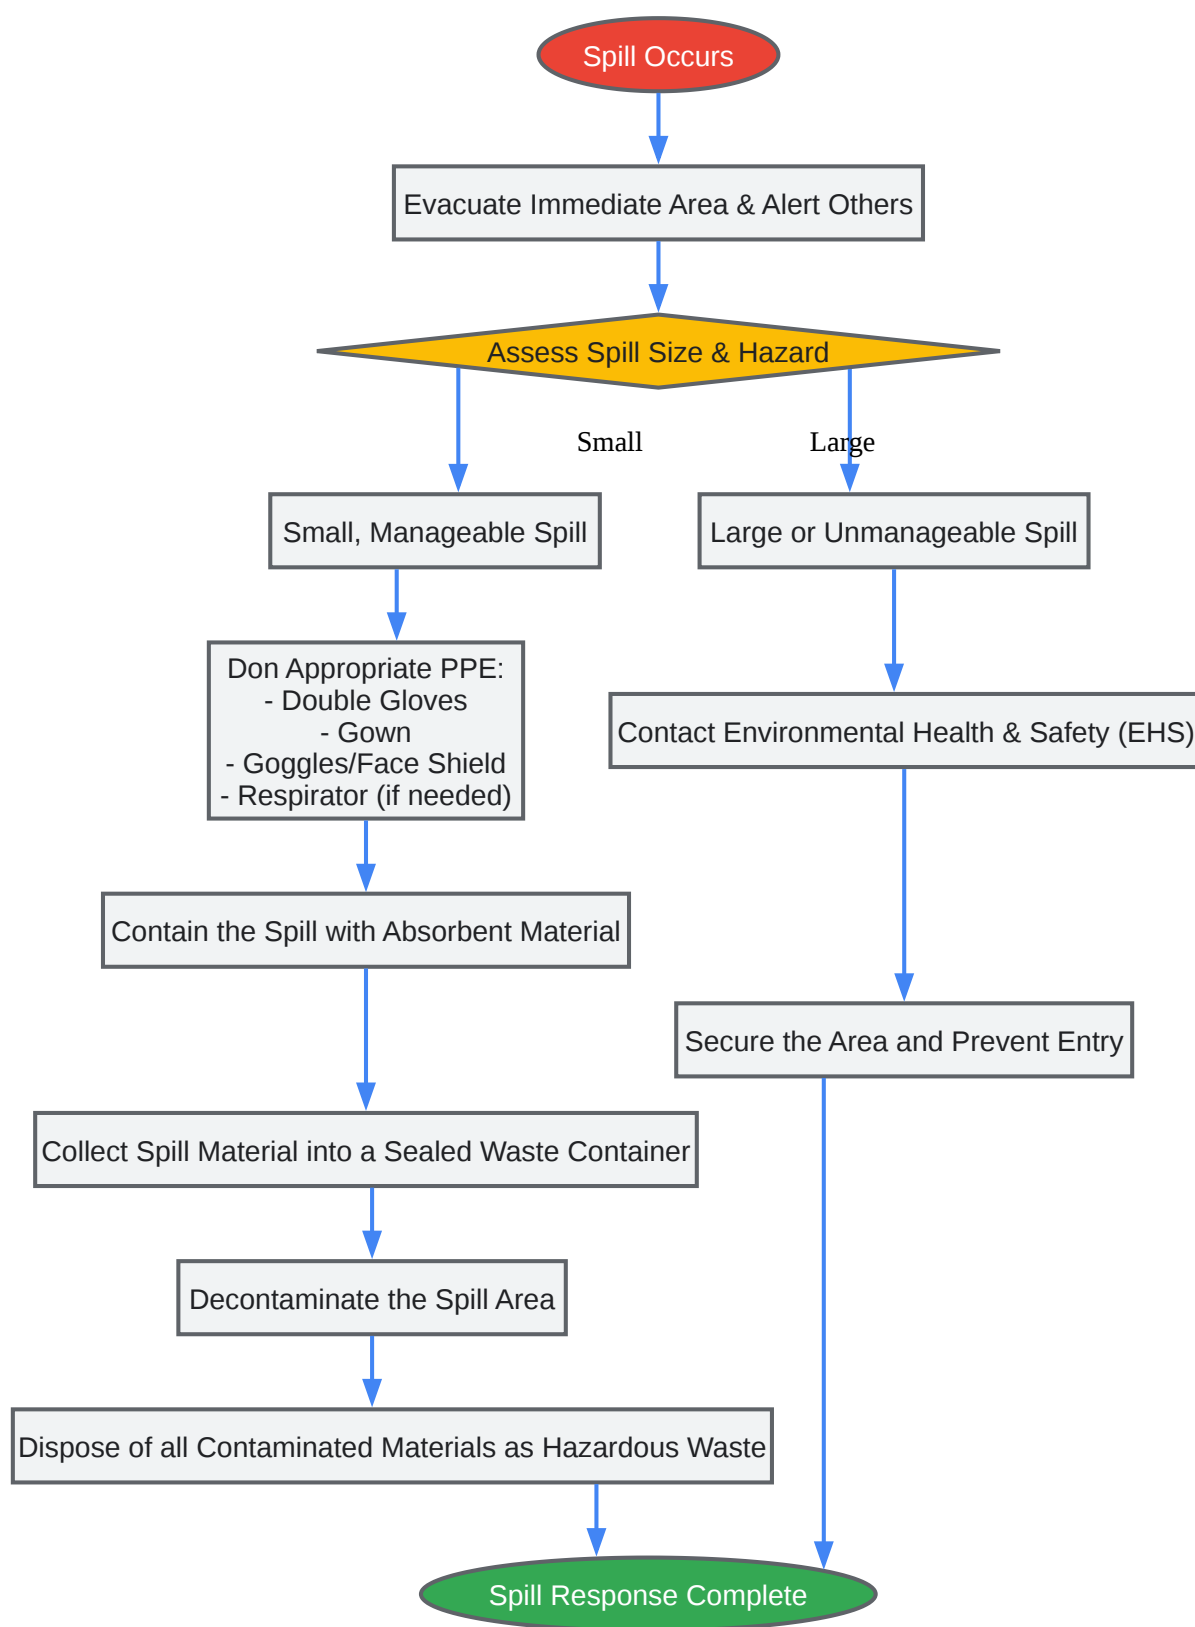 Spill Occurs
Evacuate Immediate Area & Alert Others
Assess Spill Size & Hazard
Small
Large
Small, Manageable Spill
Large or Unmanageable Spill
Don Appropriate PPE:
- Double Gloves
- Gown
- Goggles/Face Shield
- Respirator (if needed)
Contact Environmental Health & Safety (EHS)
Contain the Spill with Absorbent Material
Secure the Area and Prevent Entry
Collect Spill Material into a Sealed Waste Container
Decontaminate the Spill Area
Dispose of all Contaminated Materials as Hazardous Waste
Spill Response Complete